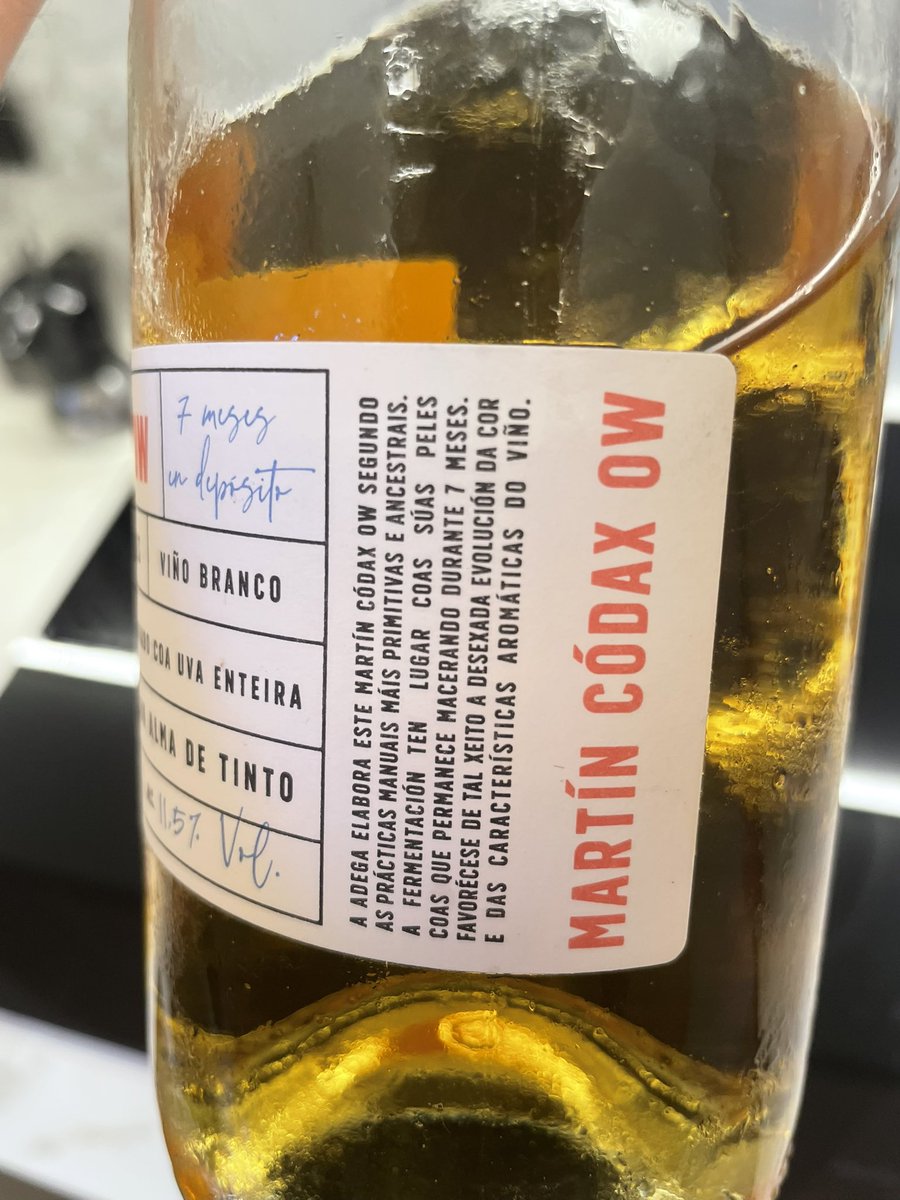 OW
7 meses
en depósito
VIÑO BRANCO
COA UVA ENTEIRA
ALMA DE TINTO
11,5% Vol.
A ADEGA ELABORA ESTE MARTÍN CÓDAX OW SEGUNDO
AS PRÁCTICAS MANUAIS MÁIS PRIMITIVAS E ANCESTRAIS.
A FERMENTACIÓN TEN LUGAR COAS SÚAS PELES
COAS QUE PERMANECE MACERANDO DURANTE 7 MESES.
FAVORÉCESE DE TAL XEITO A DESEXADA EVOLUCIÓN DA COR
E DAS CARACTERÍSTICAS AROMÁTICAS DO VIÑO.
MARTÍN CÓDAX OW